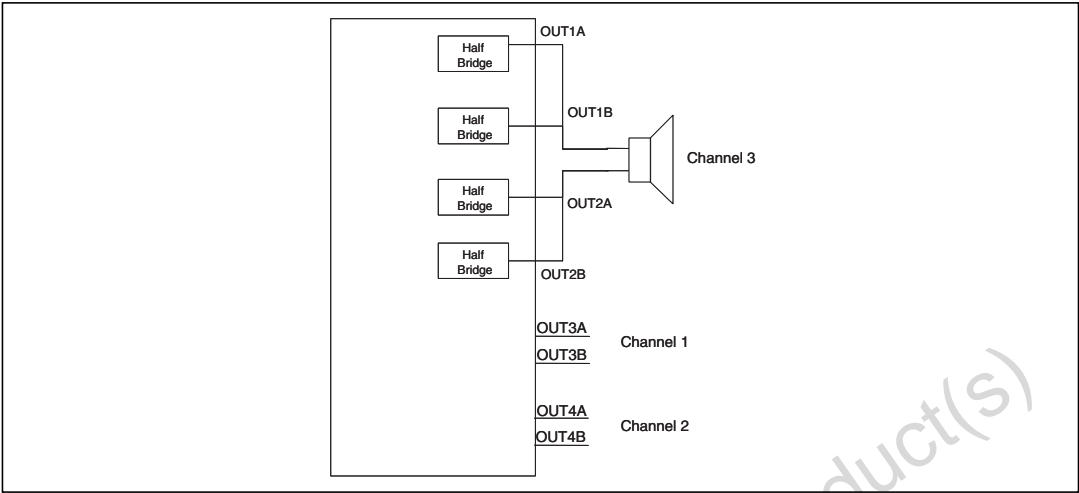 OUT1A
Half
Bridge
OUT1B
Half
Bridge
Channel 3
Half
Bridge
OUT2A
Half
Bridge
OUT2B
OUT3A
Channel 1
OUT3B
OUT4A
Channel 2
OUT4B
duct(s)